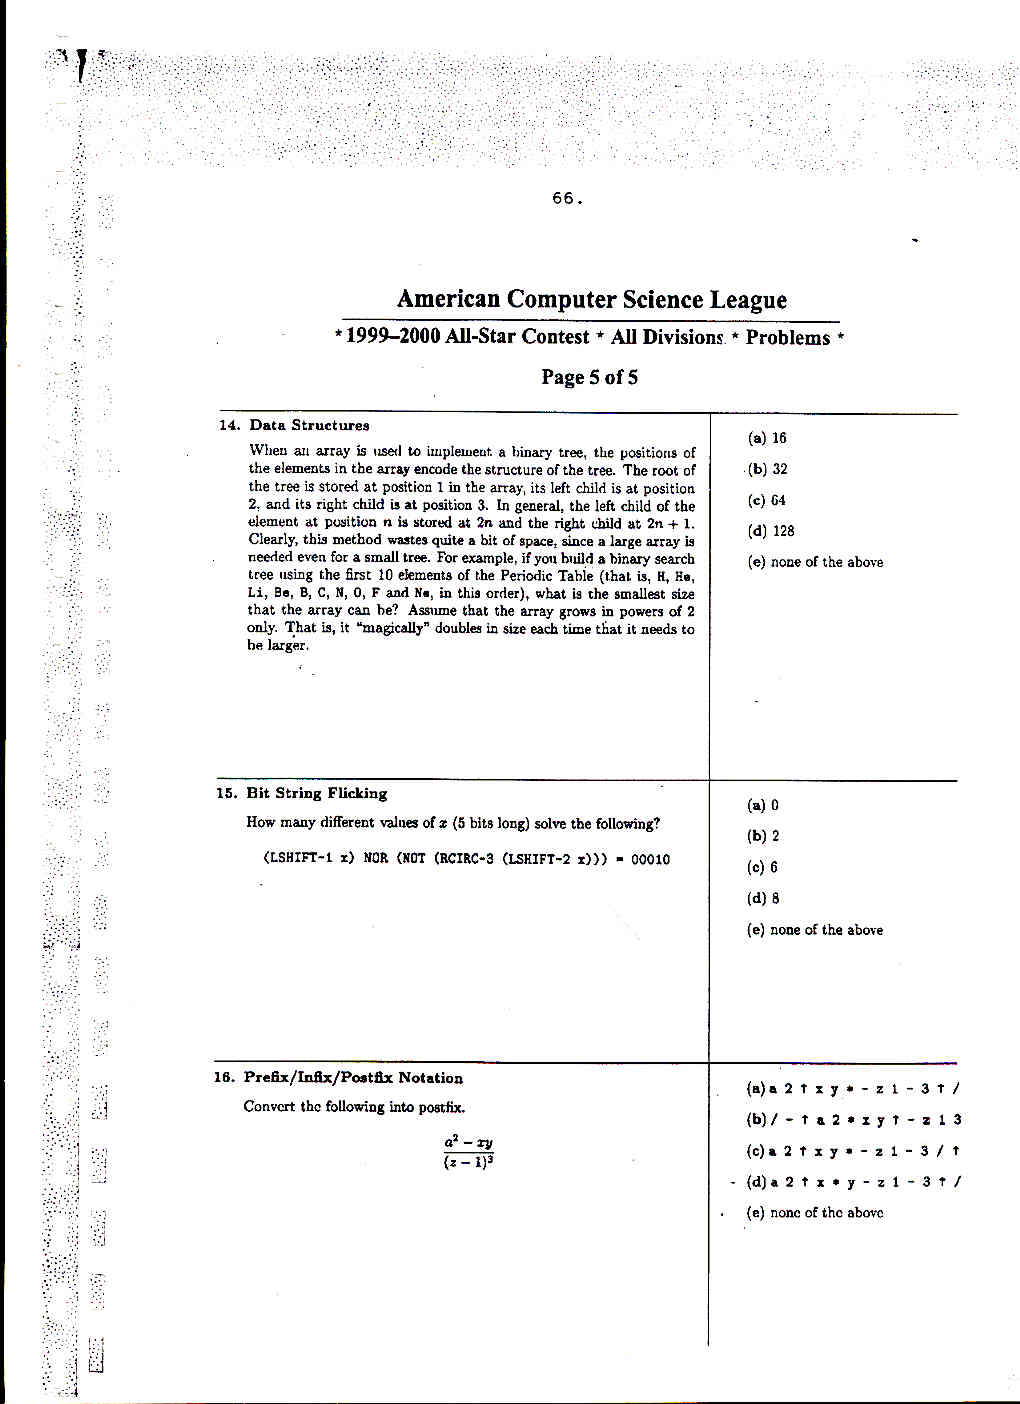 66.
American Computer Science League
*1999–2000 All-Star Contest * All Divisions * Problems *
Page 5 of 5
14. Data Structures
When an array is used to implement a binary tree, the positions of
the elements in the array encode the structure of the tree. The root of
the tree is stored at position 1 in the array, its left child is at position
2, and its right child is at position 3. In general, the left child of the
element at position n is stored at 2n and the right child at 2n + 1.
Clearly, this method wastes quite a bit of space, since a large array is
needed even for a small tree. For example, if you build a binary search
tree using the first 10 elements of the Periodic Table (that is, H, He,
Li, Be, B, C, N, O, F and Ne, in this order), what is the smallest size
that the array can be? Assume that the array grows in powers of 2
only. That is, it “magically” doubles in size each time that it needs to
be larger.
(a) 16
(b) 32
(c) 64
(d) 128
(e) none of the above
15. Bit String Flicking
How many different values of x (5 bits long) solve the following?
(LSHIFT-1 x) NOR (NOT (RCIRC-3 (LSHIFT-2 x))) = 00010
(a) 0
(b) 2
(c) 6
(d) 8
(e) none of the above
16. Prefix/Infix/Postfix Notation
Convert the following into postfix.
a² − xy
(z − 1)³
(a) a 2 ↑ x y * - z 1 - 3 ↑ /
(b) / - ↑ a 2 * x y ↑ - z 1 3
(c) a 2 ↑ x y * - z 1 - 3 / ↑
(d) a 2 ↑ x * y - z 1 - 3 ↑ /
(e) none of the above